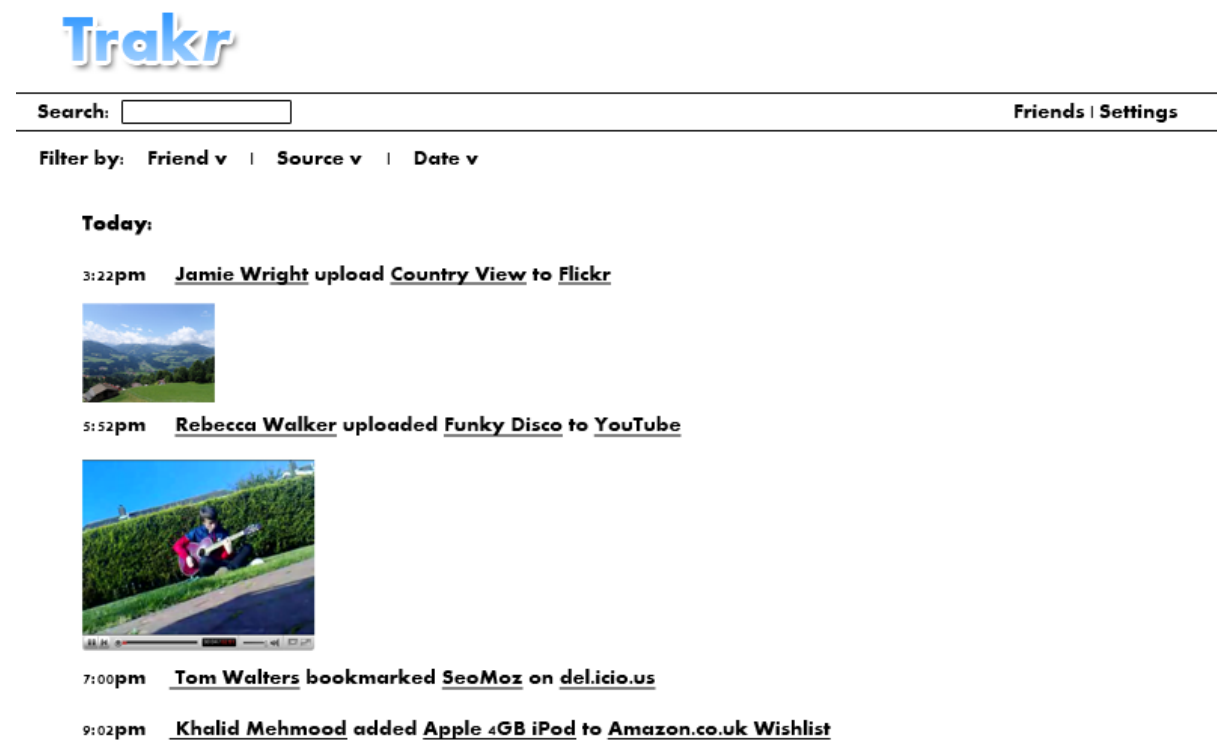 Trakr
Search:
Friends | Settings
Filter by: Friend v | Source v | Date v
Today:
3:22pm Jamie Wright upload Country View to Flickr
5:52pm Rebecca Walker uploaded Funky Disco to YouTube
7:00pm Tom Walters bookmarked SeoMoz on del.icio.us
9:02pm Khalid Mehmood added Apple 4GB iPod to Amazon.co.uk Wishlist